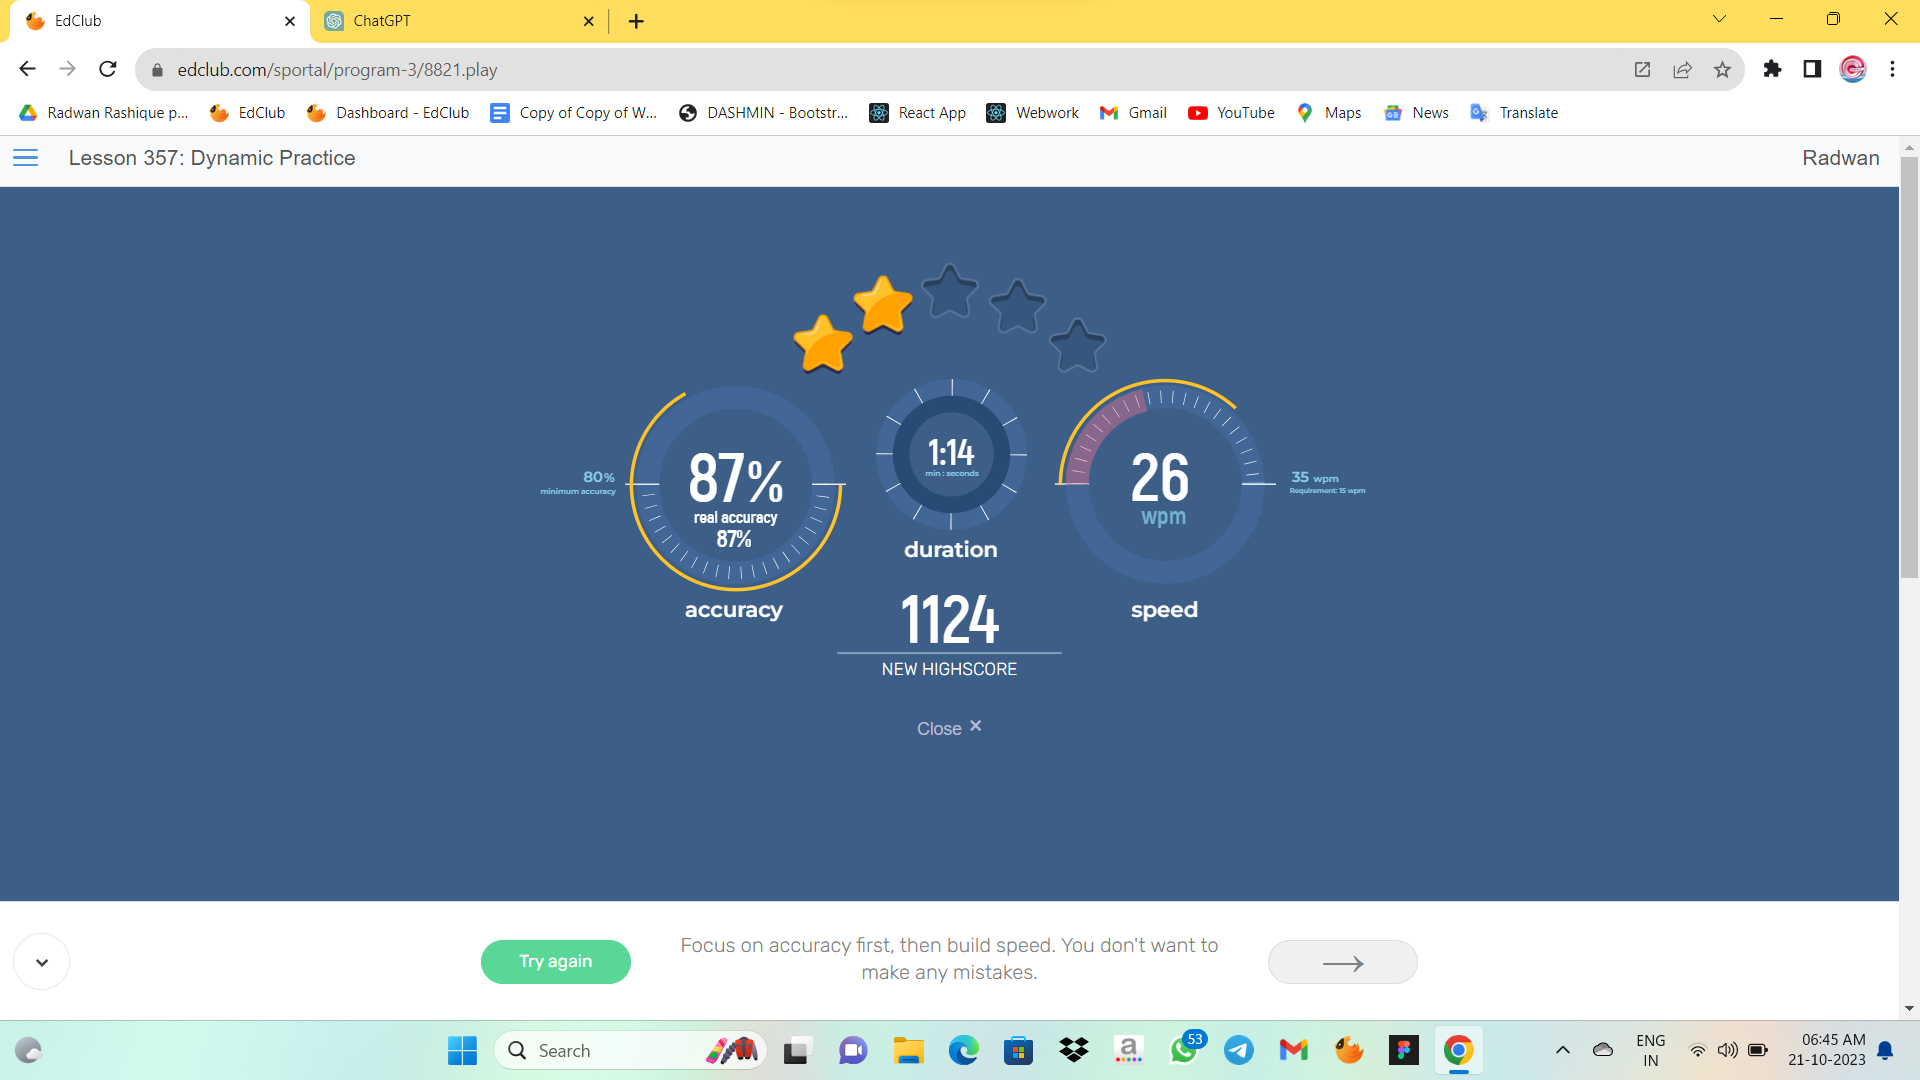 EdClub
ChatGPT
edclub.com/sportal/program-3/8821.play
Radwan Rashique p...
EdClub
Dashboard - EdClub
Copy of Copy of W...
DASHMIN - Bootstr...
React App
Webwork
Gmail
YouTube
Maps
News
Translate
Lesson 357: Dynamic Practice
Radwan
80%
minimum accuracy
87%
real accuracy
87%
accuracy
1:14
min : seconds
duration
26
wpm
speed
35 wpm
Requirement: 15 wpm
1124
NEW HIGHSCORE
Close ×
Try again
Focus on accuracy first, then build speed. You don't want to
make any mistakes.
Search
53
ENG
IN
06:45 AM
21-10-2023